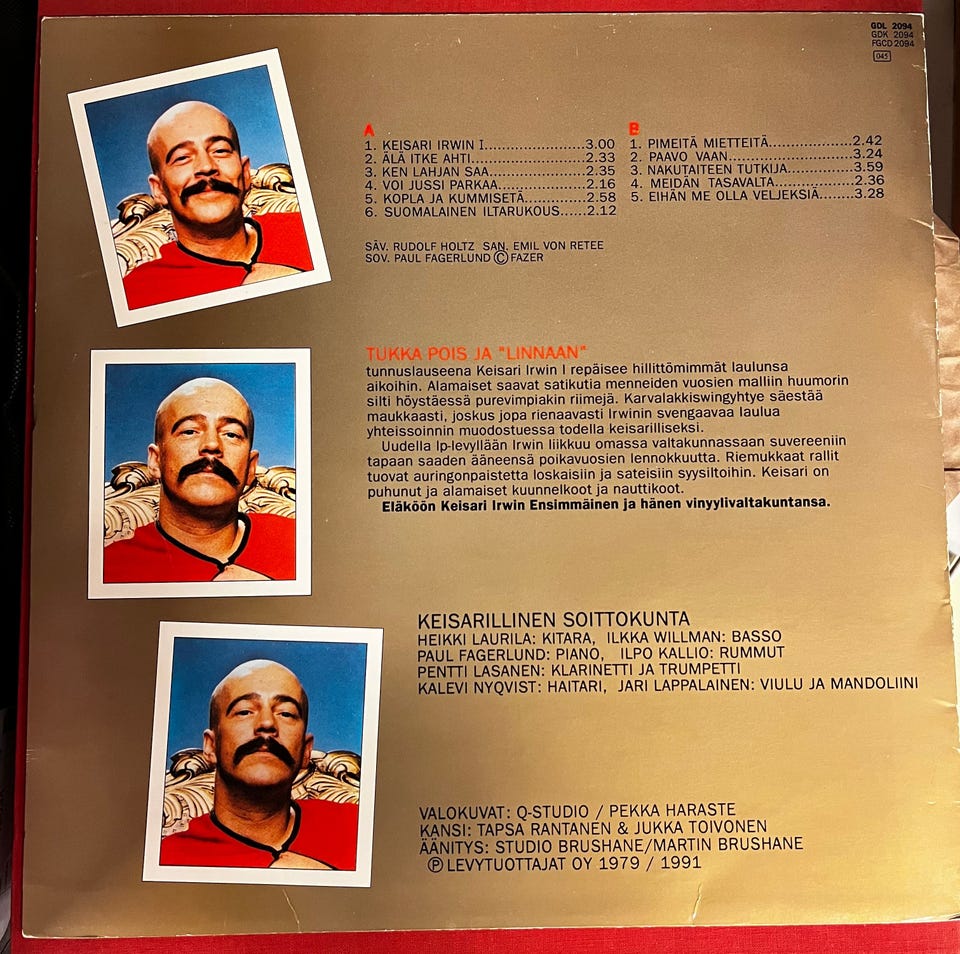 GDL 2094
GDK 2094
FGCD 2094
045
A
1. KEISARI IRWIN I......................3.00
2. ÄLÄ ITKE AHTI.........................2.33
3. KEN LAHJAN SAA......................2.35
4. VOI JUSSI PARKAA....................2.16
5. KOPLA JA KUMMISETÄ..............2.58
6. SUOMALAINEN ILTARUKOUS......2.12
B
1. PIMEITÄ MIETTEITÄ...................2.42
2. PAAVO VAAN...........................3.24
3. NAKUTAITEEN TUTKIJA..............3.59
4. MEIDÄN TASAVALTA.................2.36
5. EIHÄN ME OLLA VELJEKSIÄ........3.28
SÄV. RUDOLF HOLTZ SAN. EMIL VON RETEE
SOV. PAUL FAGERLUND © FAZER
TUKKA POIS JA "LINNAAN"
tunnuslauseena Keisari Irwin I repäisee hillittömimmät laulunsa
aikoihin. Alamaiset saavat satikutia menneiden vuosien malliin huumorin
silti höystäessä purevimpiakin riimejä. Karvalakkiswingyhtye säestää
maukkaasti, joskus jopa rienaavasti Irwinin svengaavaa laulua
yhteissoinnin muodostuessa todella keisarilliseksi.
Uudella lp-levyllään Irwin liikkuu omassa valtakunnassaan suvereeniin
tapaan saaden ääneensä poikavuosien lennokkuutta. Riemukkaat rallit
tuovat auringonpaistetta loskaisiin ja sateisiin syysiltoihin. Keisari on
puhunut ja alamaiset kuunnelkoot ja nauttikoot.
Eläköön Keisari Irwin Ensimmäinen ja hänen vinyylivaltakuntansa.
KEISARILLINEN SOITTOKUNTA
HEIKKI LAURILA: KITARA, ILKKA WILLMAN: BASSO
PAUL FAGERLUND: PIANO, ILPO KALLIO: RUMMUT
PENTTI LASANEN: KLARINETTI JA TRUMPETTI
KALEVI NYQVIST: HAITARI, JARI LAPPALAINEN: VIULU JA MANDOLIINI
VALOKUVAT: Q-STUDIO / PEKKA HARASTE
KANSI: TAPSA RANTANEN & JUKKA TOIVONEN
ÄÄNITYS: STUDIO BRUSHANE/MARTIN BRUSHANE
℗ LEVYTUOTTAJAT OY 1979 / 1991